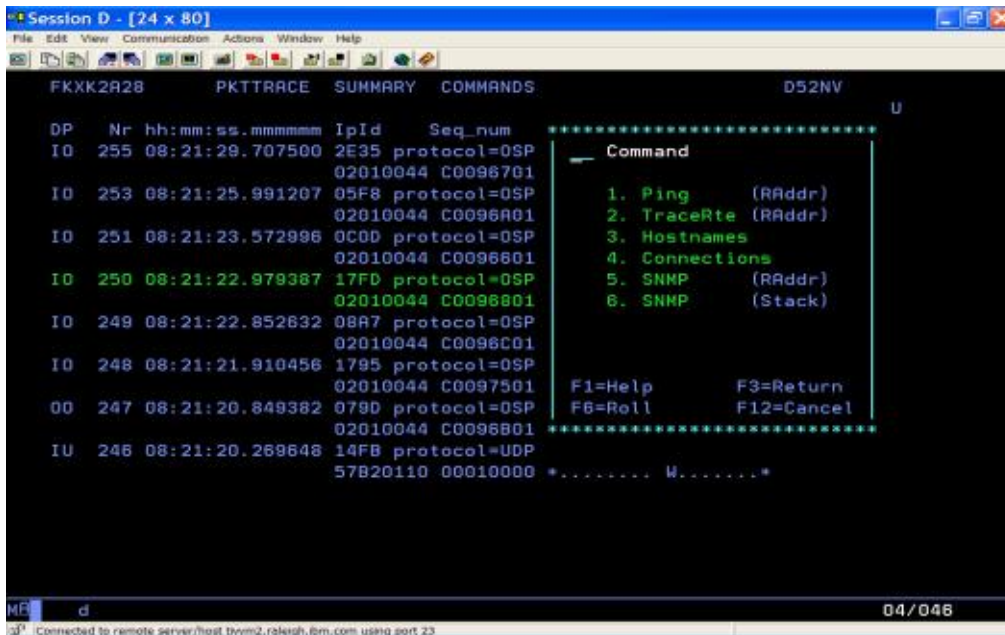 Session D - [24 x 80]
File Edit View Communication Actions Window Help
FKXK2A28 PKTTRACE SUMMARY COMMANDS D52NV
U
DP Nr hh:mm:ss.mmmmmm IpId Seq_num ****************************
IO 255 08:21:29.707500 2E35 protocol=OSP | __ Command |
02010044 C0096701
IO 253 08:21:25.991207 05F8 protocol=OSP | 1. Ping (RAddr) |
02010044 C0096A01 | 2. TraceRte (RAddr) |
IO 251 08:21:23.572996 0C0D protocol=OSP | 3. Hostnames |
02010044 C0096601 | 4. Connections |
IO 250 08:21:22.979387 17FD protocol=OSP | 5. SNMP (RAddr) |
02010044 C0096801 | 6. SNMP (Stack) |
IO 249 08:21:22.852632 08A7 protocol=OSP
02010044 C0096C01
IO 248 08:21:21.910456 1795 protocol=OSP
02010044 C0097501 | F1=Help F3=Return |
OO 247 08:21:20.849382 079D protocol=OSP | F6=Roll F12=Cancel |
02010044 C0096B01 ****************************
IU 246 08:21:20.269648 14FB protocol=UDP
57B20110 00010000 *........ W.......*
MA d 04/046
Connected to remote server/host tivvm2.raleigh.ibm.com using port 23